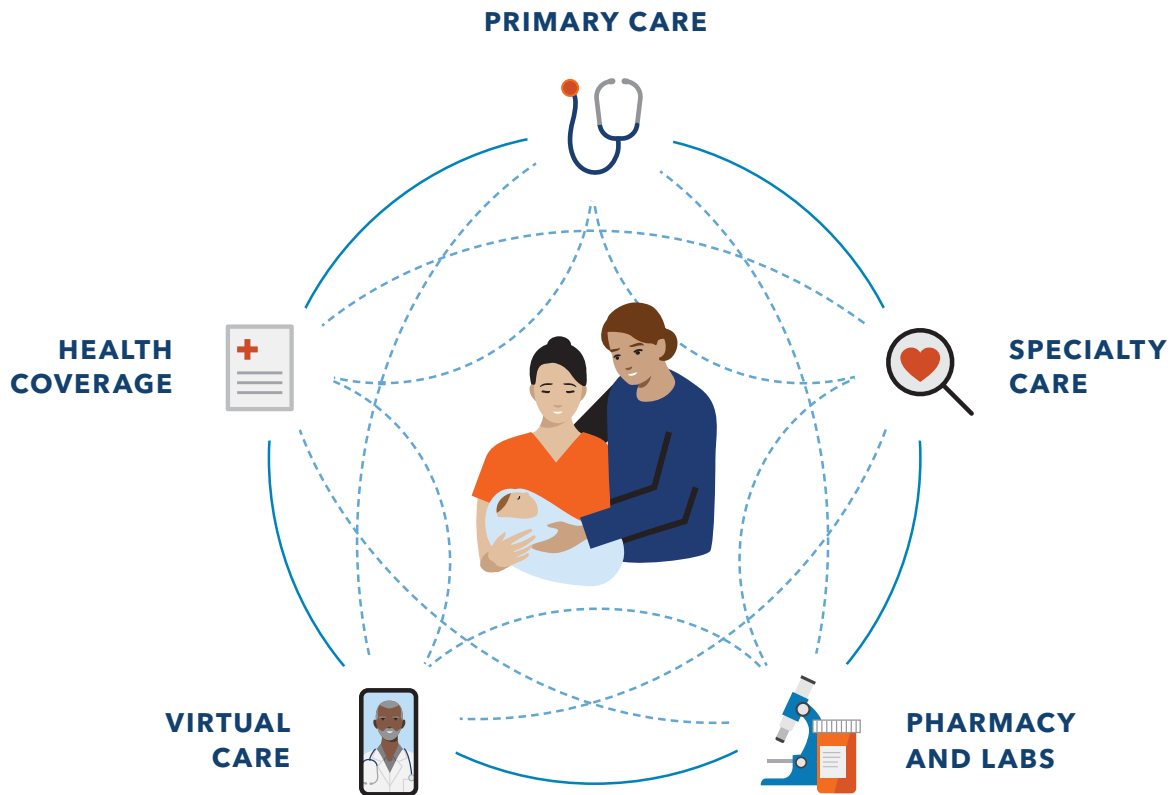 PRIMARY CARE
HEALTH
COVERAGE
SPECIALTY
CARE
VIRTUAL
CARE
PHARMACY
AND LABS